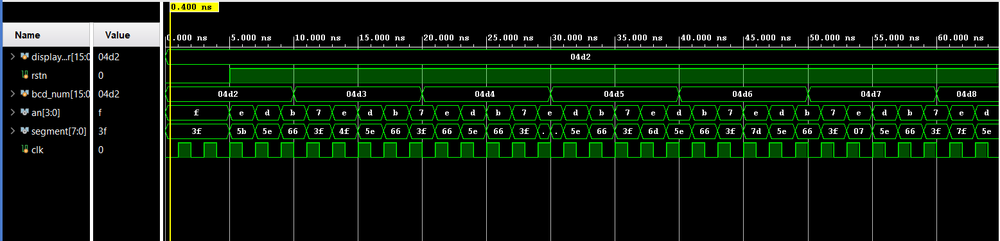 0.400 ns
Name Value 0.000 ns 5.000 ns 10.000 ns 15.000 ns 20.000 ns 25.000 ns 30.000 ns 35.000 ns 40.000 ns 45.000 ns 50.000 ns 55.000 ns 60.000 ns
display...r[15:0 04d2 04d2
rstn 0
bcd_num[15:0 04d2 04d2 04d3 04d4 04d5 04d6 04d7 04d8
an[3:0] f f e d b 7 e d b 7 e d b 7 e d b 7 e d b 7 e d b 7 e d b 7 e d
segment[7:0] 3f 3f 5b 5e 66 3f 4f 5e 66 3f 66 5e 66 3f . . 5e 66 3f 6d 5e 66 3f 7d 5e 66 3f 07 5e 66 3f 7f 5e
clk 0